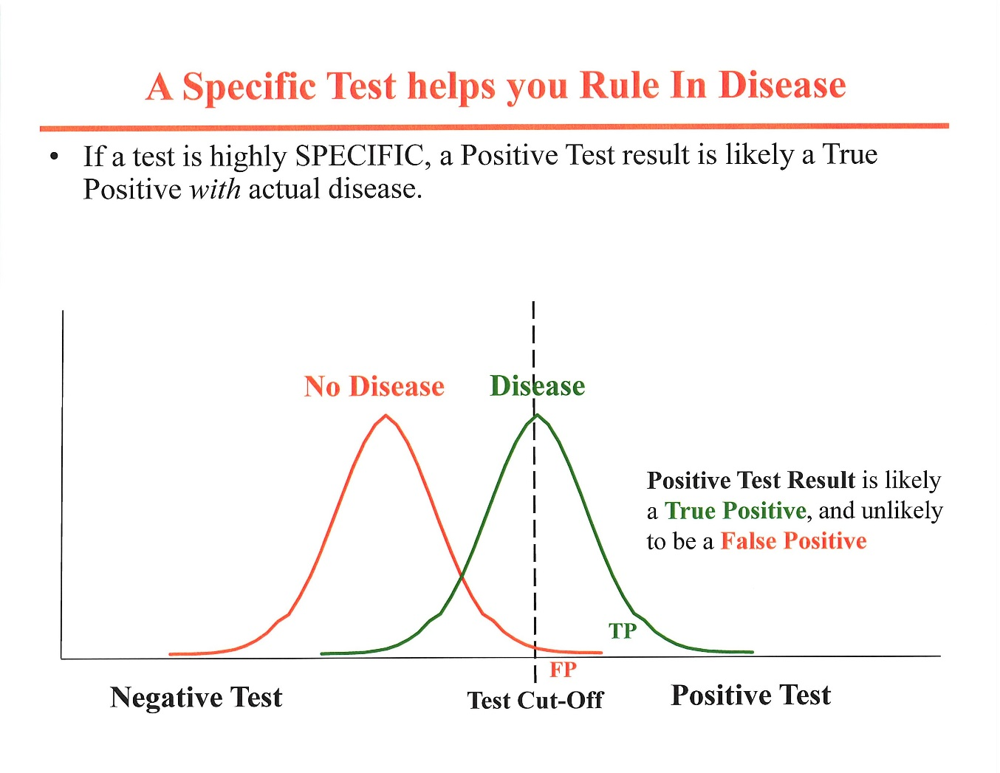 A Specific Test helps you Rule In Disease
• If a test is highly SPECIFIC, a Positive Test result is likely a True
Positive with actual disease.
No Disease
Disease
Positive Test Result is likely
a True Positive, and unlikely
to be a False Positive
TP
FP
Negative Test
Test Cut-Off
Positive Test